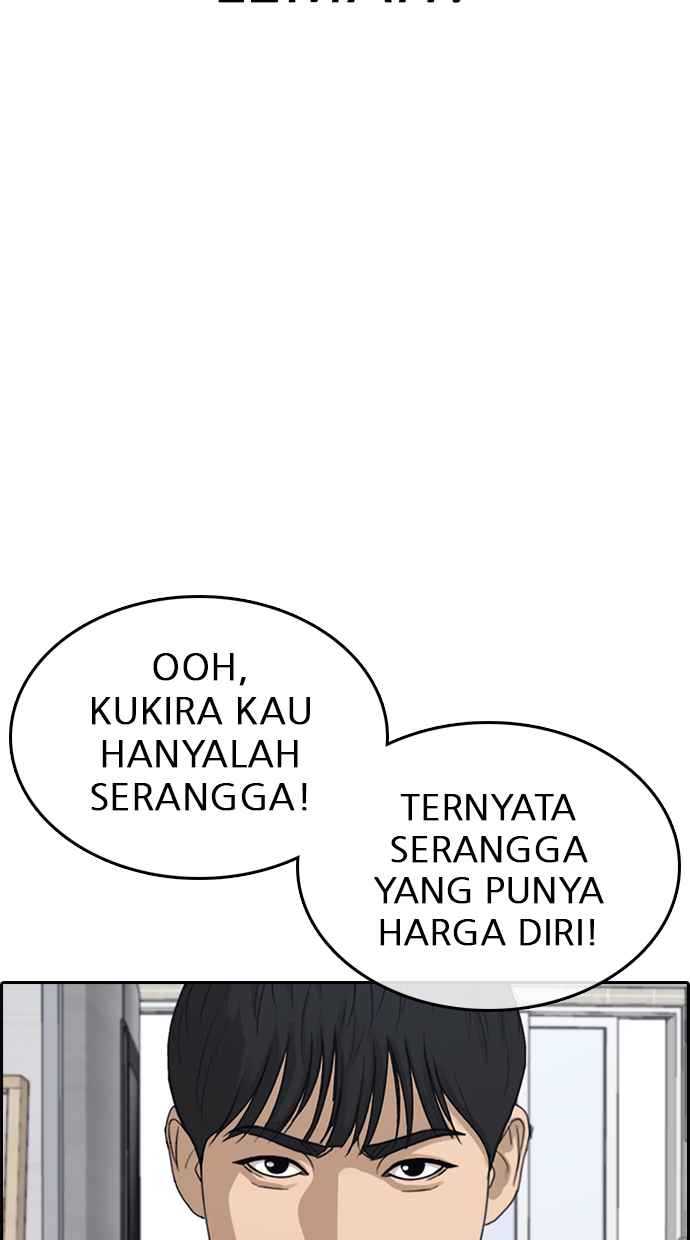 OOH,
KUKIRA KAU
HANYALAH
SERANGGA!
TERNYATA
SERANGGA
YANG PUNYA
HARGA DIRI!